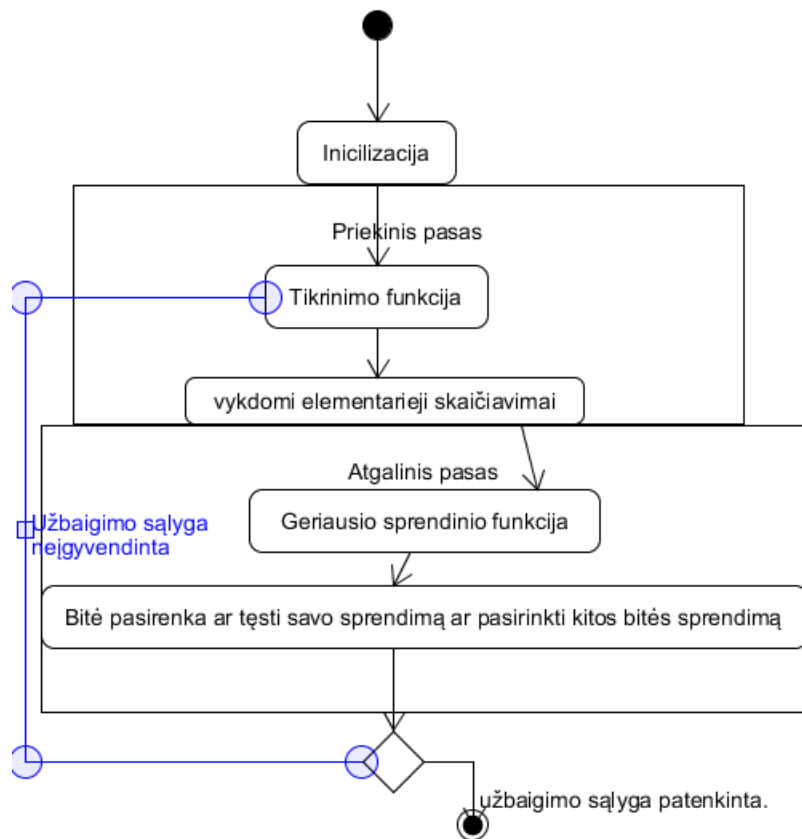 Inicilizacija
Priekinis pasas
Tikrinimo funkcija
vykdomi elementarieji skaičiavimai
Atgalinis pasas
Geriausio sprendinio funkcija
Užbaigimo sąlyga
neįgyvendinta
Bitė pasirenka ar tęsti savo sprendimą ar pasirinkti kitos bitės sprendimą
užbaigimo sąlyga patenkinta.